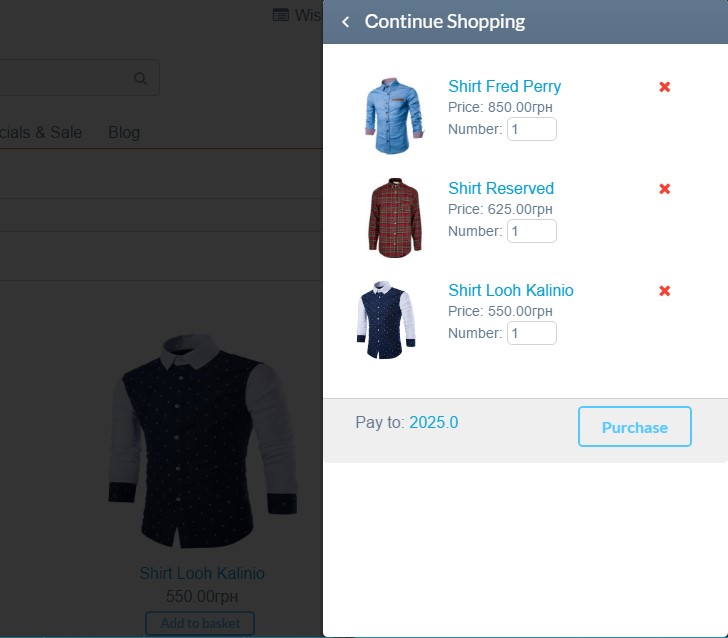 Wis
Continue Shopping
cials & Sale Blog
Shirt Fred Perry
Price: 850.00грн
Number: 1
Shirt Reserved
Price: 625.00грн
Number: 1
Shirt Looh Kalinio
Price: 550.00грн
Number: 1
Pay to: 2025.0
Purchase
Shirt Looh Kalinio
550.00грн
Add to basket